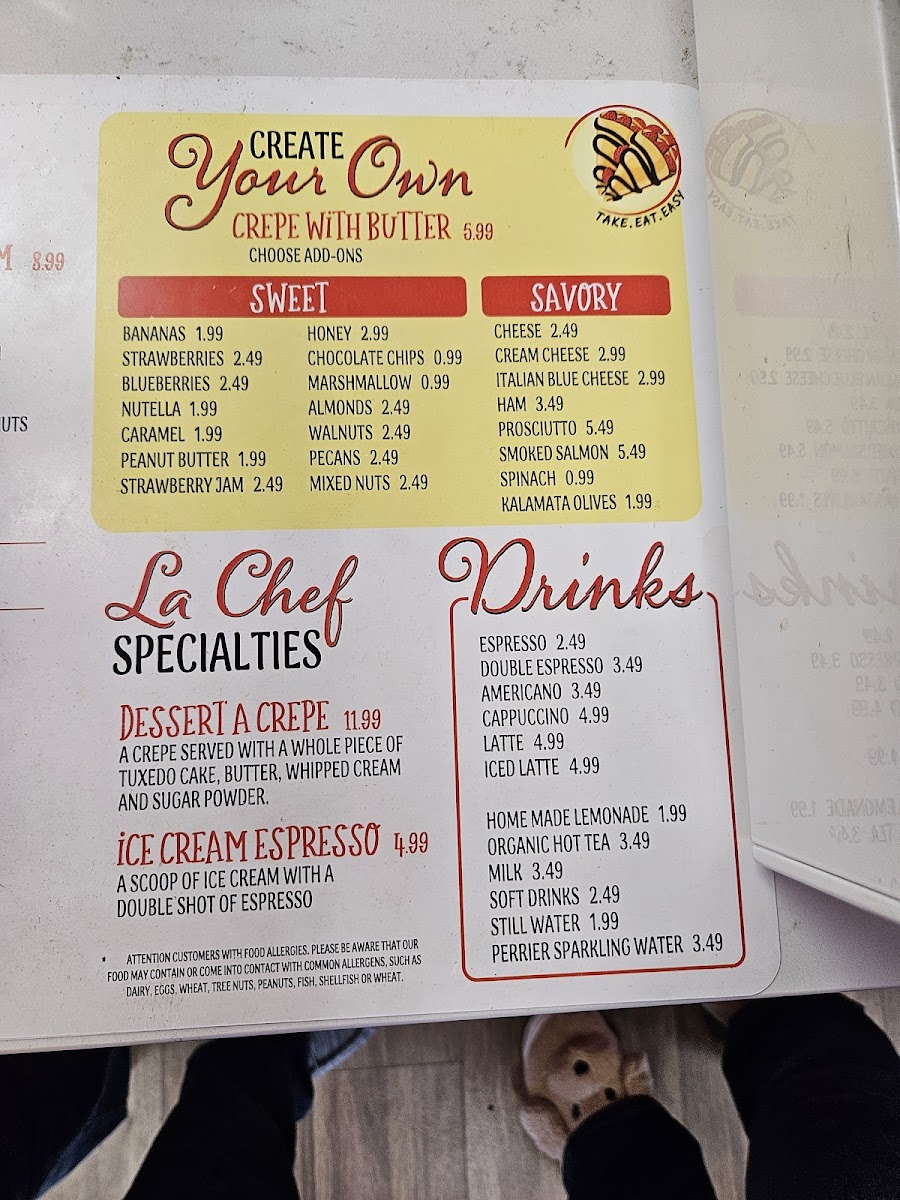 8.99
UTS
CREATE
Your Own
CREPE WITH BUTTER 5.99
CHOOSE ADD-ONS
TAKE.EAT.EASY
SWEET
BANANAS 1.99
STRAWBERRIES 2.49
BLUEBERRIES 2.49
NUTELLA 1.99
CARAMEL 1.99
PEANUT BUTTER 1.99
STRAWBERRY JAM 2.49
HONEY 2.99
CHOCOLATE CHIPS 0.99
MARSHMALLOW 0.99
ALMONDS 2.49
WALNUTS 2.49
PECANS 2.49
MIXED NUTS 2.49
SAVORY
CHEESE 2.49
CREAM CHEESE 2.99
ITALIAN BLUE CHEESE 2.99
HAM 3.49
PROSCIUTTO 5.49
SMOKED SALMON 5.49
SPINACH 0.99
KALAMATA OLIVES 1.99
La Chef
SPECIALTIES
DESSERT A CREPE 11.99
A CREPE SERVED WITH A WHOLE PIECE OF
TUXEDO CAKE, BUTTER, WHIPPED CREAM
AND SUGAR POWDER.
ICE CREAM ESPRESSO 4.99
A SCOOP OF ICE CREAM WITH A
DOUBLE SHOT OF ESPRESSO
* ATTENTION CUSTOMERS WITH FOOD ALLERGIES. PLEASE BE AWARE THAT OUR
FOOD MAY CONTAIN OR COME INTO CONTACT WITH COMMON ALLERGENS, SUCH AS
DAIRY, EGGS, WHEAT, TREE NUTS, PEANUTS, FISH, SHELLFISH OR WHEAT.
Drinks
ESPRESSO 2.49
DOUBLE ESPRESSO 3.49
AMERICANO 3.49
CAPPUCCINO 4.99
LATTE 4.99
ICED LATTE 4.99
HOME MADE LEMONADE 1.99
ORGANIC HOT TEA 3.49
MILK 3.49
SOFT DRINKS 2.49
STILL WATER 1.99
PERRIER SPARKLING WATER 3.49